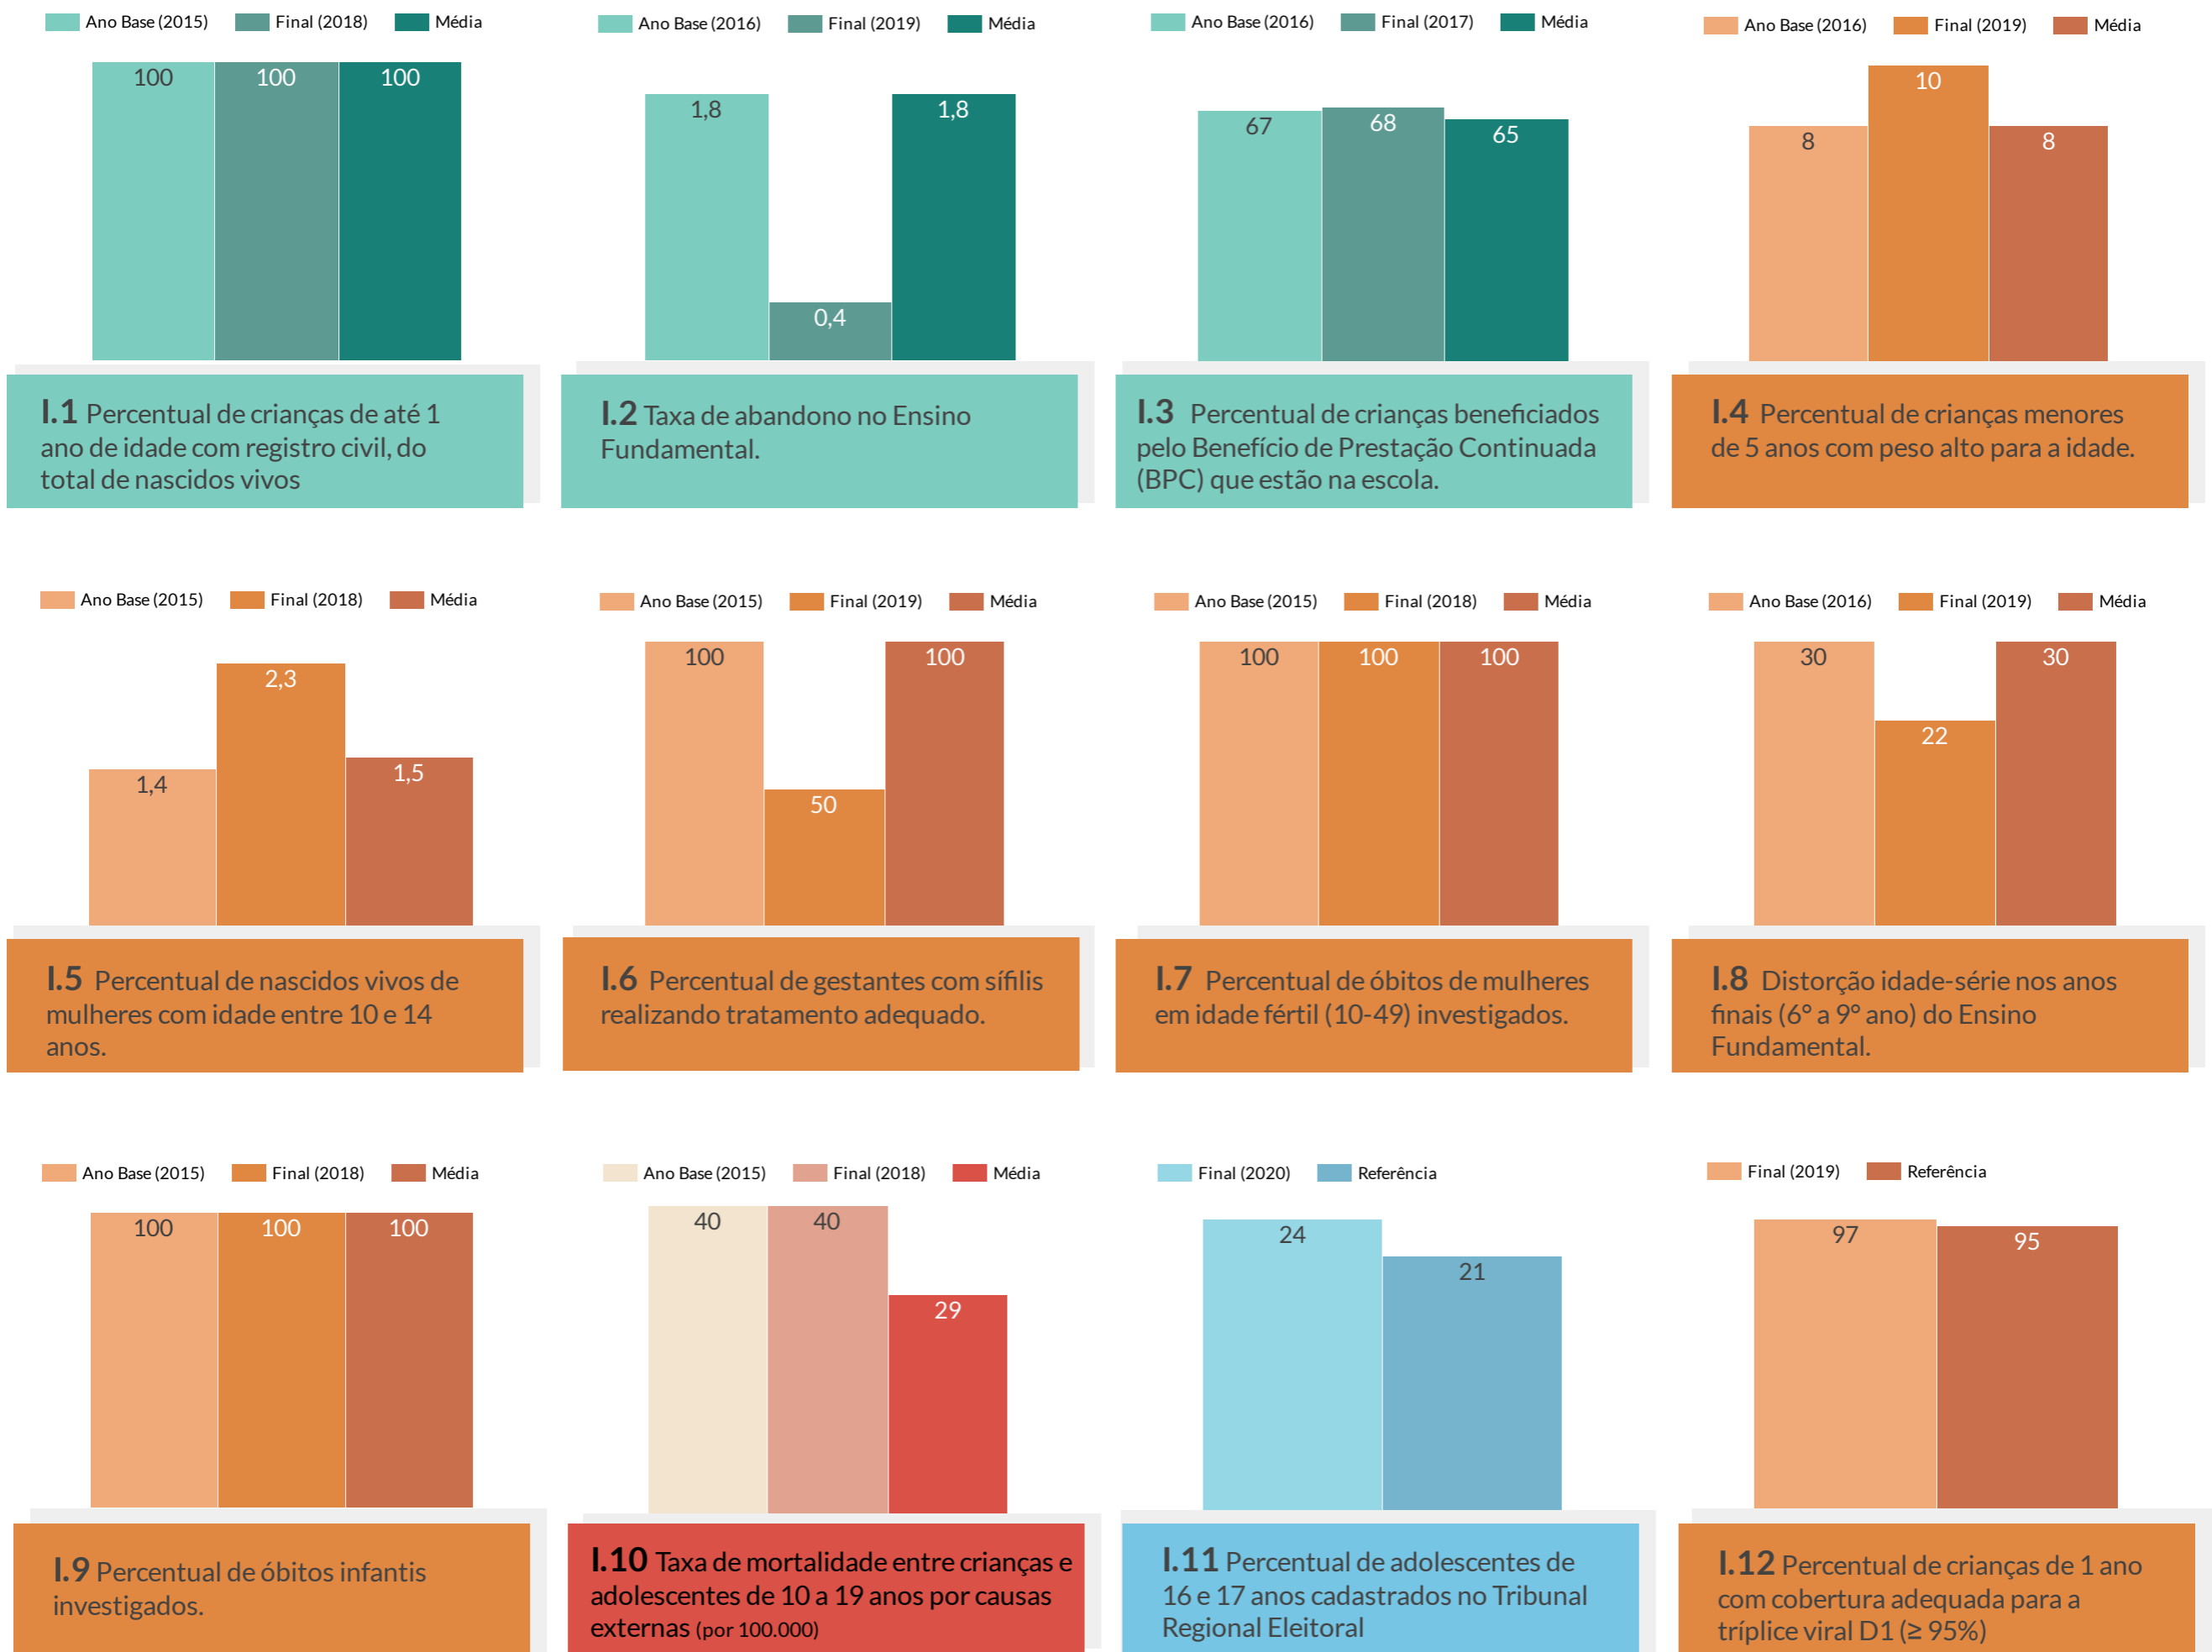 Ano Base (2015) Final (2018) Média
100 100 100
I.1 Percentual de crianças de até 1
ano de idade com registro civil, do
total de nascidos vivos
Ano Base (2016) Final (2019) Média
1,8 0,4 1,8
I.2 Taxa de abandono no Ensino
Fundamental.
Ano Base (2016) Final (2017) Média
67 68 65
I.3 Percentual de crianças beneficiados
pelo Benefício de Prestação Continuada
(BPC) que estão na escola.
Ano Base (2016) Final (2019) Média
8 10 8
I.4 Percentual de crianças menores
de 5 anos com peso alto para a idade.
Ano Base (2015) Final (2018) Média
1,4 2,3 1,5
I.5 Percentual de nascidos vivos de
mulheres com idade entre 10 e 14
anos.
Ano Base (2015) Final (2019) Média
100 50 100
I.6 Percentual de gestantes com sífilis
realizando tratamento adequado.
Ano Base (2015) Final (2018) Média
100 100 100
I.7 Percentual de óbitos de mulheres
em idade fértil (10-49) investigados.
Ano Base (2016) Final (2019) Média
30 22 30
I.8 Distorção idade-série nos anos
finais (6° a 9° ano) do Ensino
Fundamental.
Ano Base (2015) Final (2018) Média
100 100 100
I.9 Percentual de óbitos infantis
investigados.
Ano Base (2015) Final (2018) Média
40 40 29
I.10 Taxa de mortalidade entre crianças e
adolescentes de 10 a 19 anos por causas
externas (por 100.000)
Final (2020) Referência
24 21
I.11 Percentual de adolescentes de
16 e 17 anos cadastrados no Tribunal
Regional Eleitoral
Final (2019) Referência
97 95
I.12 Percentual de crianças de 1 ano
com cobertura adequada para a
tríplice viral D1 (≥ 95%)